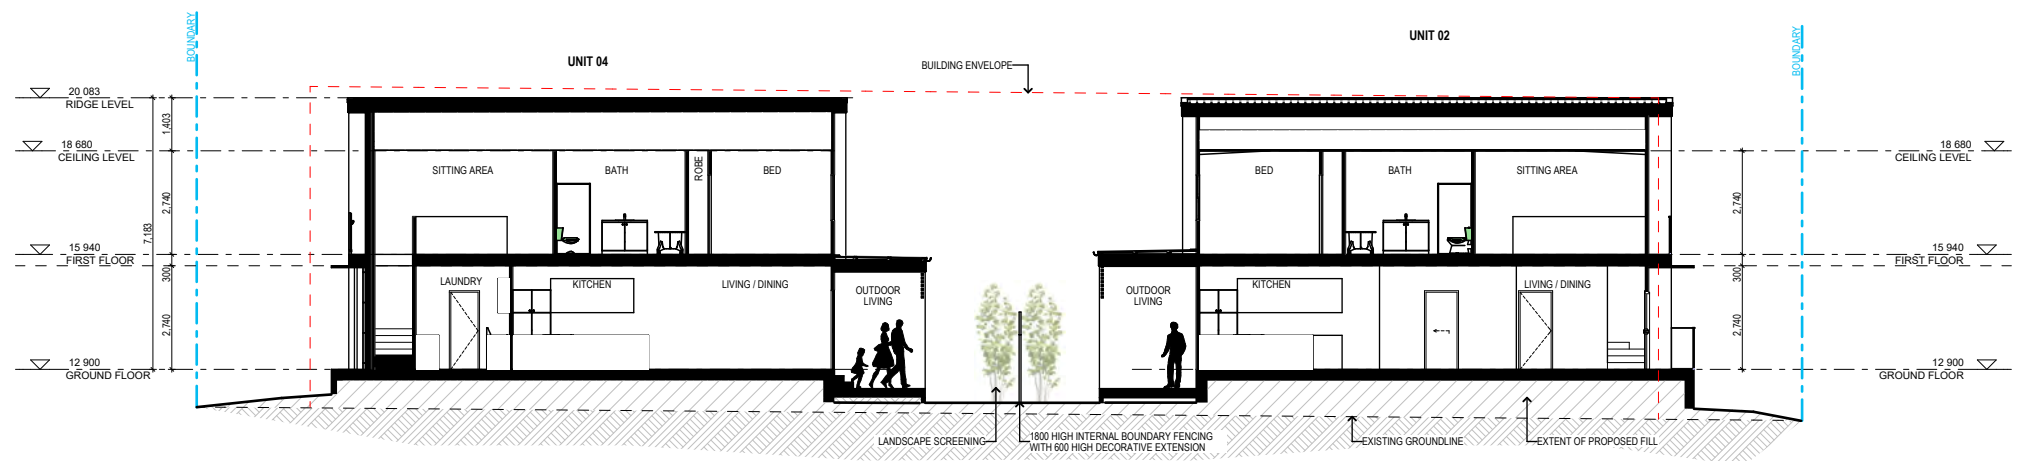 BOUNDARY
UNIT 04
BUILDING ENVELOPE
UNIT 02
BOUNDARY
20 083
RIDGE LEVEL
1,403
18 680
CEILING LEVEL
2,740
7,183
15 940
FIRST FLOOR
300
2,740
12 900
GROUND FLOOR
SITTING AREA
BATH
ROBE
BED
LAUNDRY
KITCHEN
LIVING / DINING
OUTDOOR
LIVING
OUTDOOR
LIVING
BED
BATH
SITTING AREA
KITCHEN
LIVING / DINING
18 680
CEILING LEVEL
2,740
15 940
FIRST FLOOR
300
2,740
12 900
GROUND FLOOR
LANDSCAPE SCREENING
1800 HIGH INTERNAL BOUNDARY FENCING
WITH 600 HIGH DECORATIVE EXTENSION
EXISTING GROUNDLINE
EXTENT OF PROPOSED FILL